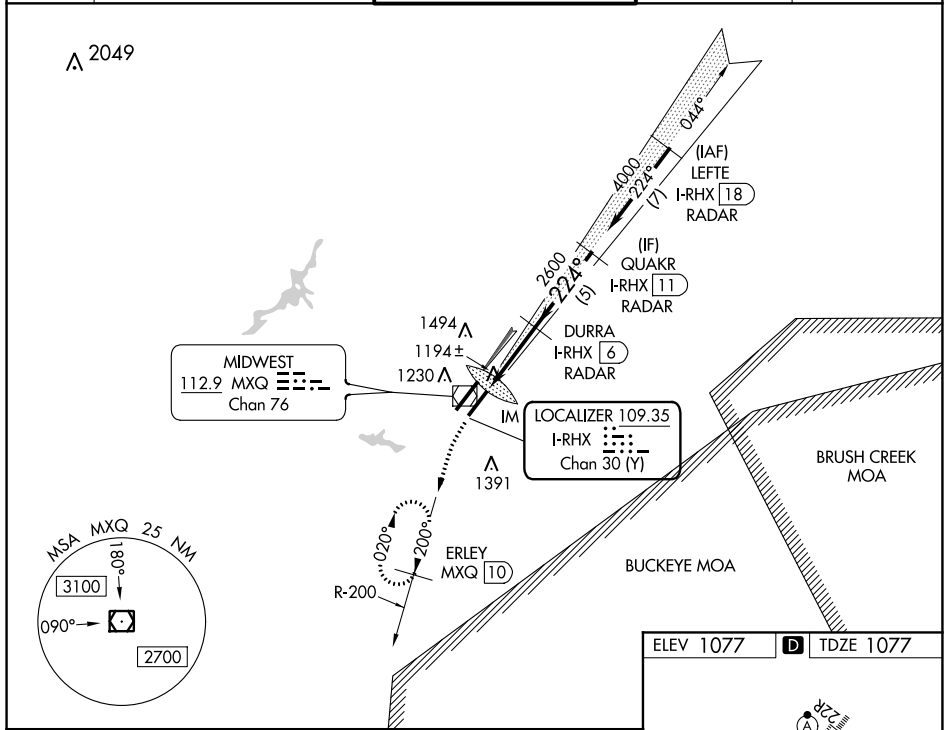 2049
044°
(IAF)
LEFTE
I-RHX 18
RADAR
4000
224°
(7)
(IF)
QUAKR
I-RHX 11
RADAR
2600
224°
(5)
DURRA
I-RHX 6
RADAR
1494
1194±
1230
MIDWEST
112.9 MXQ
Chan 76
IM
LOCALIZER 109.35
I-RHX
Chan 30 (Y)
1391
BRUSH CREEK
MOA
BUCKEYE MOA
020°
200°
ERLEY
MXQ 10
R-200
MSA MXQ 25 NM
180°
3100
090°
2700
ELEV 1077 D TDZE 1077
22R
A